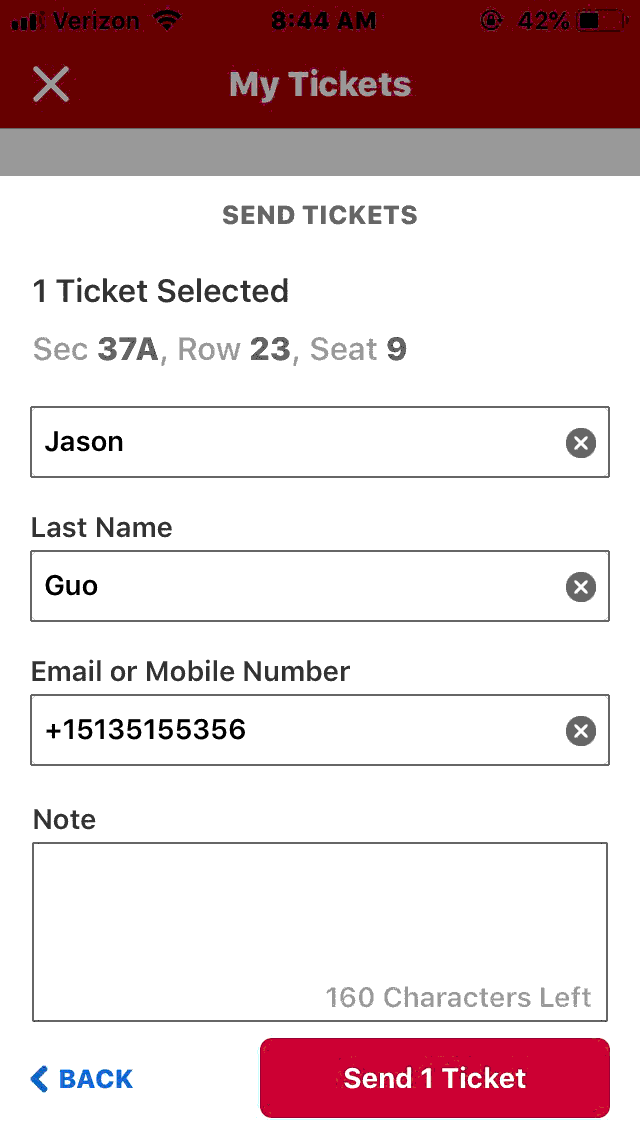 Verizon 8:44 AM 42%
My Tickets
SEND TICKETS
1 Ticket Selected
Sec 37A, Row 23, Seat 9
Jason
Last Name
Guo
Email or Mobile Number
+15135155356
Note
160 Characters Left
BACK
Send 1 Ticket